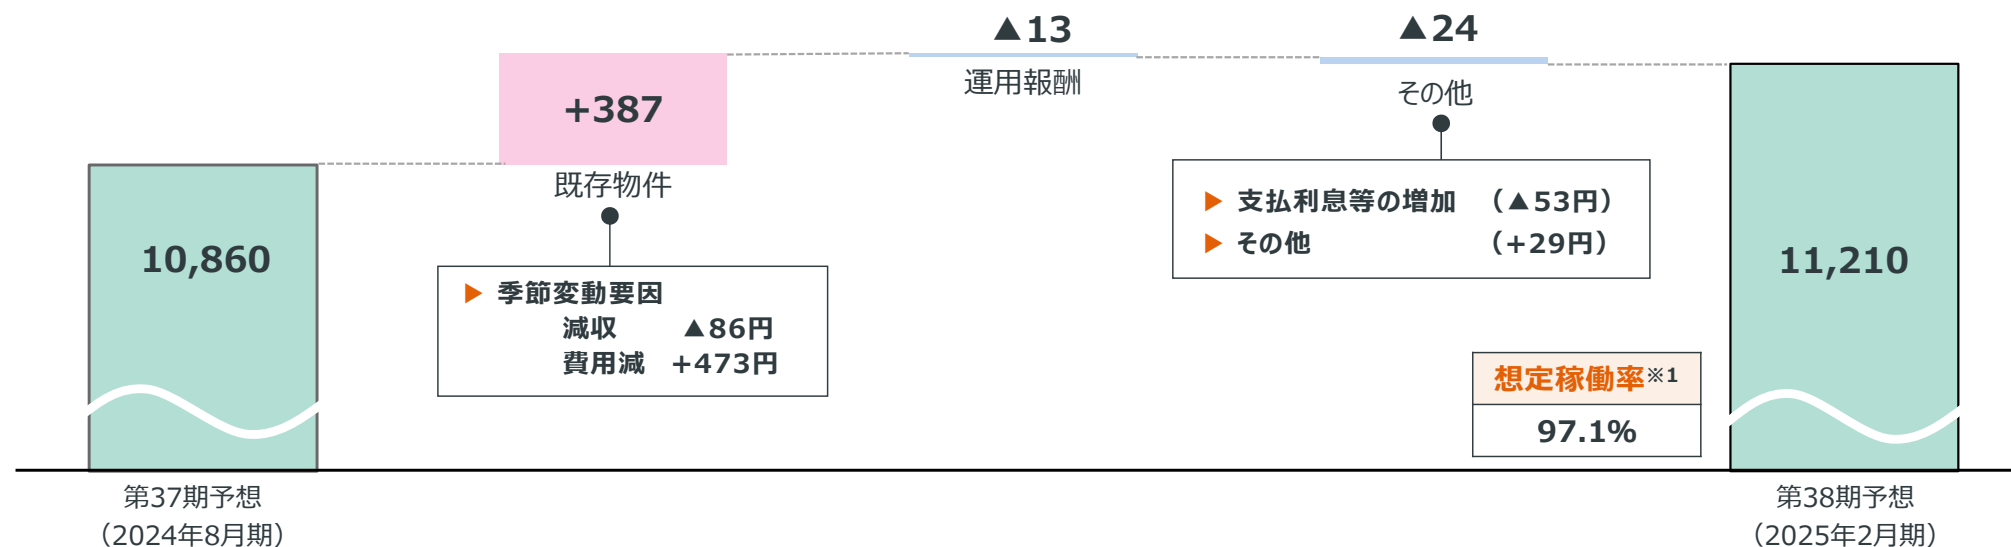 ▲13
▲24
運用報酬
その他
+387
既存物件
▶ 支払利息等の増加 （▲53円）
▶ その他 （+29円）
10,860
11,210
▶ 季節変動要因
減収 ▲86円
費用減 +473円
想定稼働率※1
97.1%
第37期予想
（2024年8月期）
第38期予想
（2025年2月期）